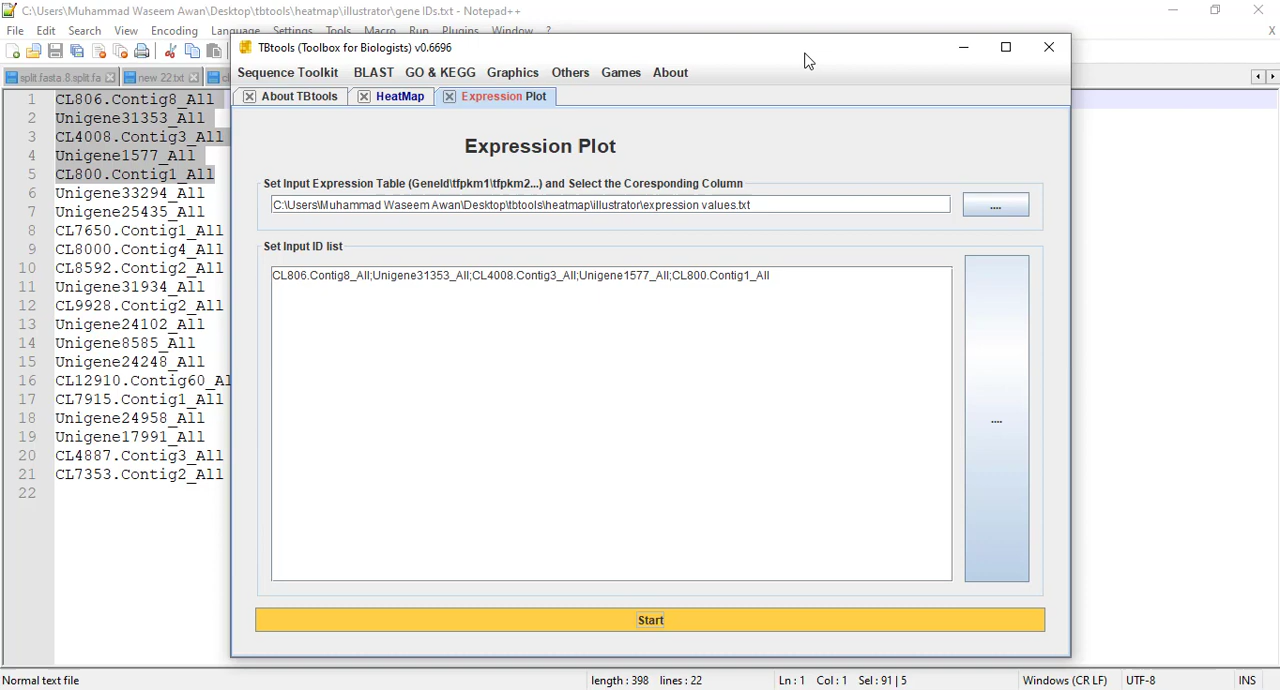 C:\Users\Muhammad Waseem Awan\Desktop\tbtools\heatmap\illustrator\gene IDs.txt - Notepad++
File Edit Search View Encoding Language Settings Tools Macro Run Plugins Window ?
X
split.fasta.8.split.fa new 22.txt
TBtools (Toolbox for Biologists) v0.6696
Sequence Toolkit BLAST GO & KEGG Graphics Others Games About
About TBtools HeatMap Expression Plot
Expression Plot
Set Input Expression Table (GeneId\tfpkm1\tfpkm2...) and Select the Coresponding Column
C:\Users\Muhammad Waseem Awan\Desktop\tbtools\heatmap\illustrator\expression values.txt ....
Set Input ID list
CL806.Contig8_All;Unigene31353_All;CL4008.Contig3_All;Unigene1577_All;CL800.Contig1_All
....
Start
1 CL806.Contig8_All
2 Unigene31353_All
3 CL4008.Contig3_All
4 Unigene1577_All
5 CL800.Contig1_All
6 Unigene33294_All
7 Unigene25435_All
8 CL7650.Contig1_All
9 CL8000.Contig4_All
10 CL8592.Contig2_All
11 Unigene31934_All
12 CL9928.Contig2_All
13 Unigene24102_All
14 Unigene8585_All
15 Unigene24248_All
16 CL12910.Contig60_Al
17 CL7915.Contig1_All
18 Unigene24958_All
19 Unigene17991_All
20 CL4887.Contig3_All
21 CL7353.Contig2_All
22
Normal text file length : 398 lines : 22 Ln : 1 Col : 1 Sel : 91 | 5 Windows (CR LF) UTF-8 INS